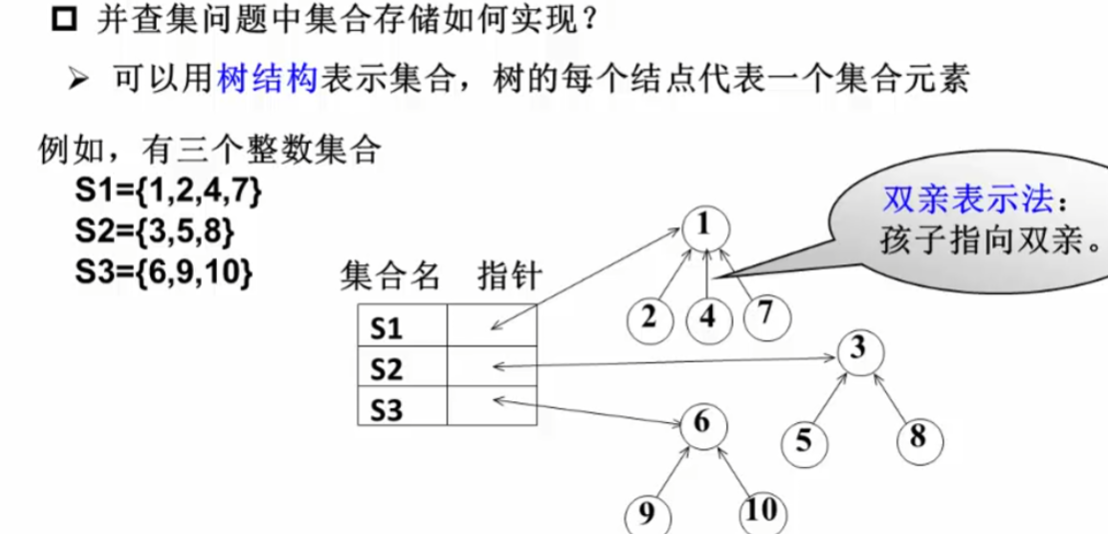 并查集问题中集合存储如何实现？
可以用树结构表示集合，树的每个结点代表一个集合元素
例如，有三个整数集合
S1={1,2,4,7}
S2={3,5,8}
S3={6,9,10}
双亲表示法：
孩子指向双亲。
集合名 指针
S1
S2
S3
1
2 4 7
3
5 8
6
9 10